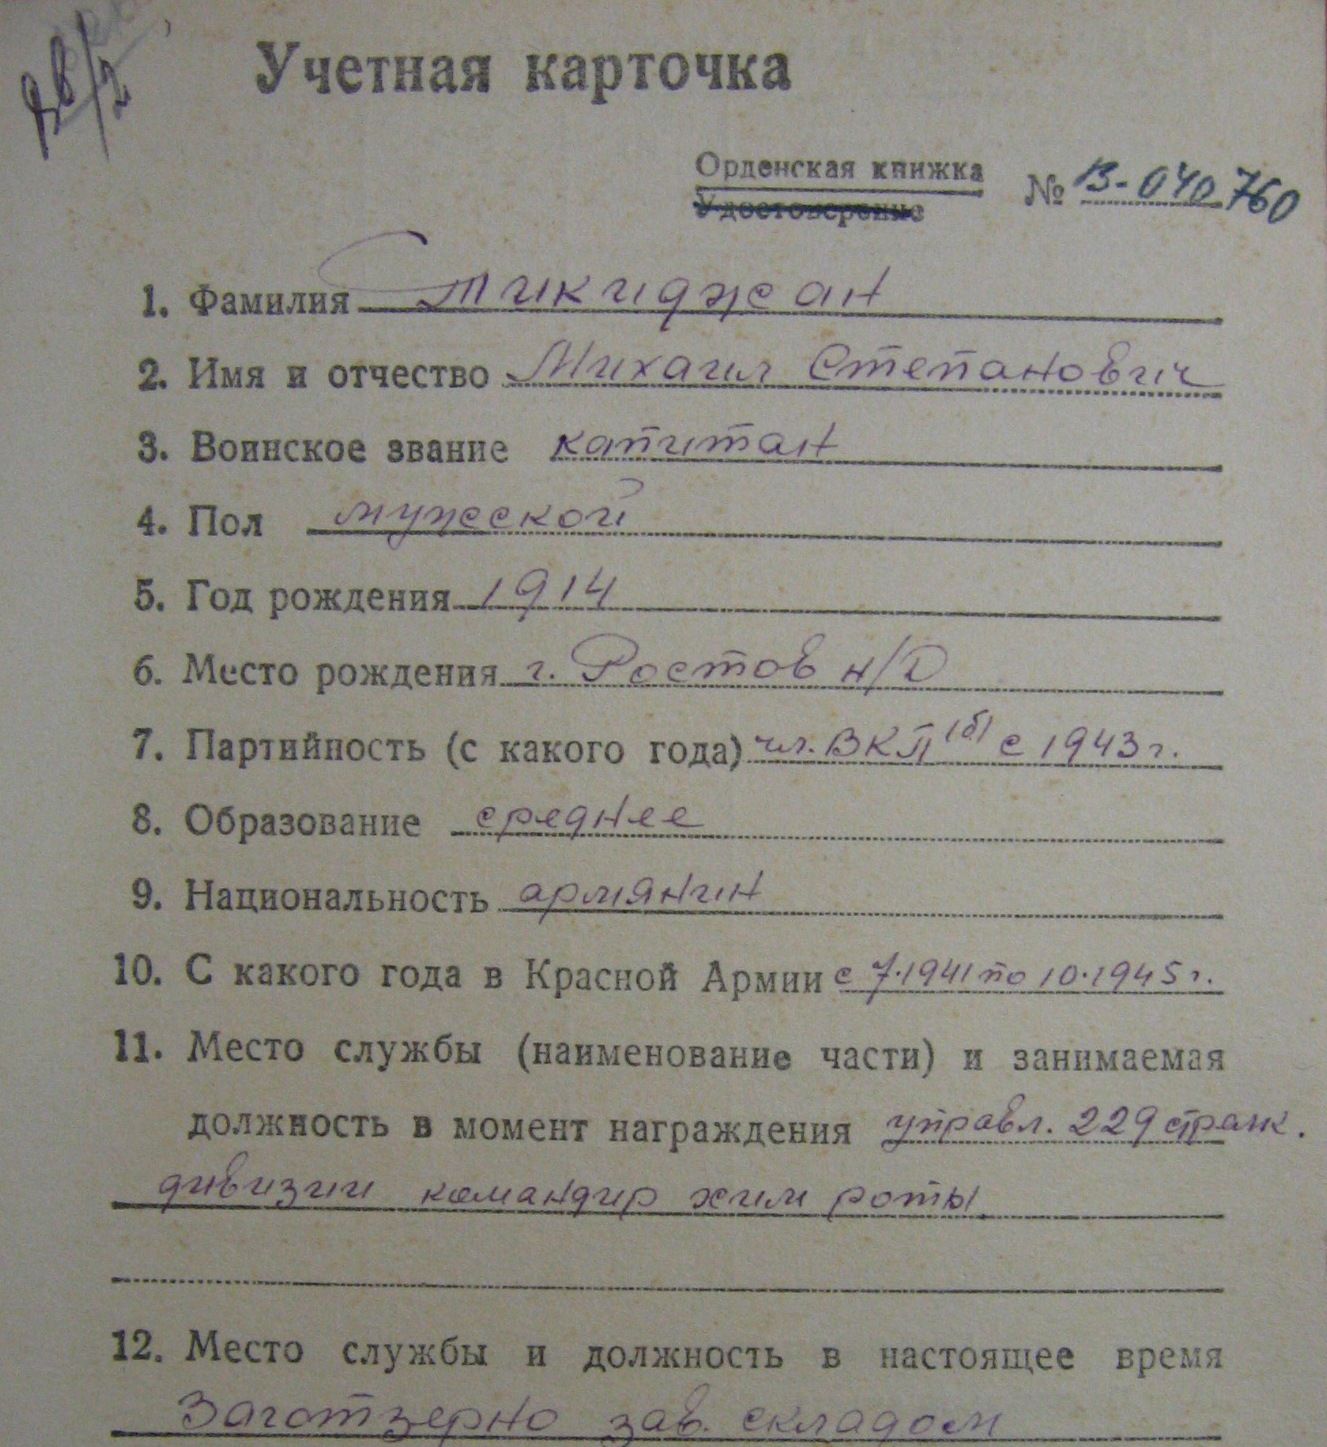 Учетная карточка
Орденская книжка
Удостоверение
№ В-040760
1. Фамилия Тикиджан
2. Имя и отчество Михаил Степанович
3. Воинское звание капитан
4. Пол мужской
5. Год рождения 1914
6. Место рождения г. Ростов н/Д
7. Партийность (с какого года) чл. ВКП(б) с 1943 г.
8. Образование среднее
9. Национальность армянин
10. С какого года в Красной Армии с 7.1941 по 10.1945 г.
11. Место службы (наименование части) и занимаемая
должность в момент награждения управл. 229 стрелк.
дивизии командир хим роты
12. Место службы и должность в настоящее время
Заготзерно зав. складом